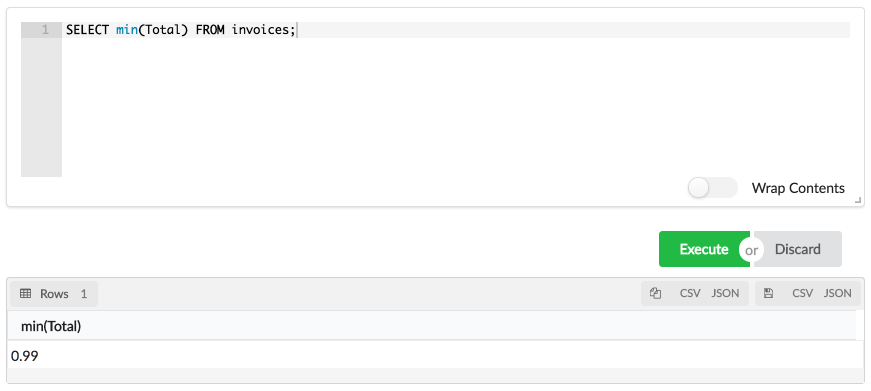 1 SELECT min(Total) FROM invoices;
Wrap Contents
Execute or Discard
Rows 1 CSV JSON CSV JSON
min(Total)
0.99